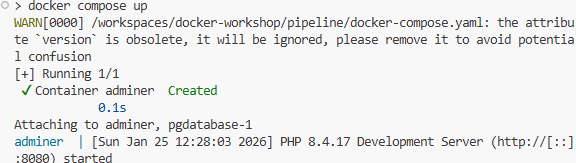 > docker compose up
WARN[0000] /workspaces/docker-workshop/pipeline/docker-compose.yaml: the attribu
te `version` is obsolete, it will be ignored, please remove it to avoid potentia
l confusion
[+] Running 1/1
✓ Container adminer  Created
0.1s
Attaching to adminer, pgdatabase-1
adminer  | [Sun Jan 25 12:28:03 2026] PHP 8.4.17 Development Server (http://[::]
:8080) started